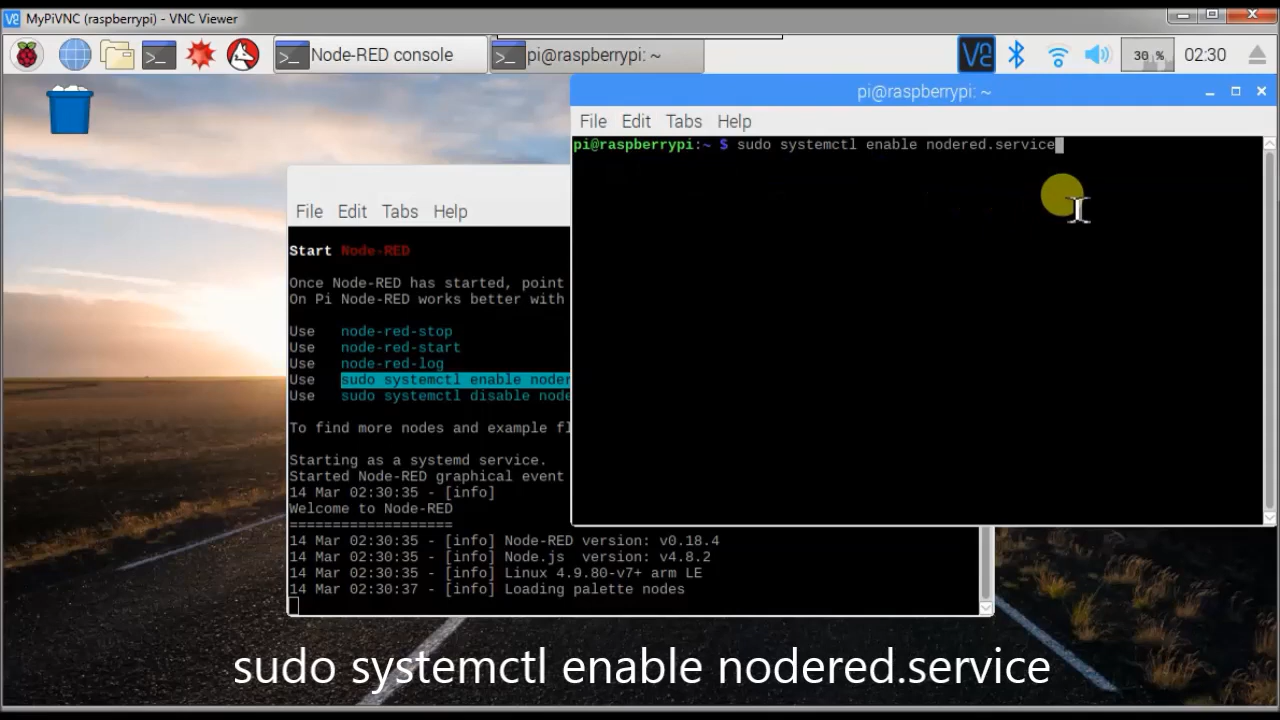 MyPiVNC (raspberrypi) - VNC Viewer
Node-RED console
pi@raspberrypi: ~
30 %
02:30
pi@raspberrypi: ~
File Edit Tabs Help
pi@raspberrypi:~ $ sudo systemctl enable nodered.service
File Edit Tabs Help
Start Node-RED
Once Node-RED has started, point
On Pi Node-RED works better with
Use node-red-stop
Use node-red-start
Use node-red-log
Use sudo systemctl enable noder
Use sudo systemctl disable node
To find more nodes and example fl
Starting as a systemd service.
Started Node-RED graphical event
14 Mar 02:30:35 - [info]
Welcome to Node-RED
===================
14 Mar 02:30:35 - [info] Node-RED version: v0.18.4
14 Mar 02:30:35 - [info] Node.js  version: v4.8.2
14 Mar 02:30:35 - [info] Linux 4.9.80-v7+ arm LE
14 Mar 02:30:37 - [info] Loading palette nodes
sudo systemctl enable nodered.service